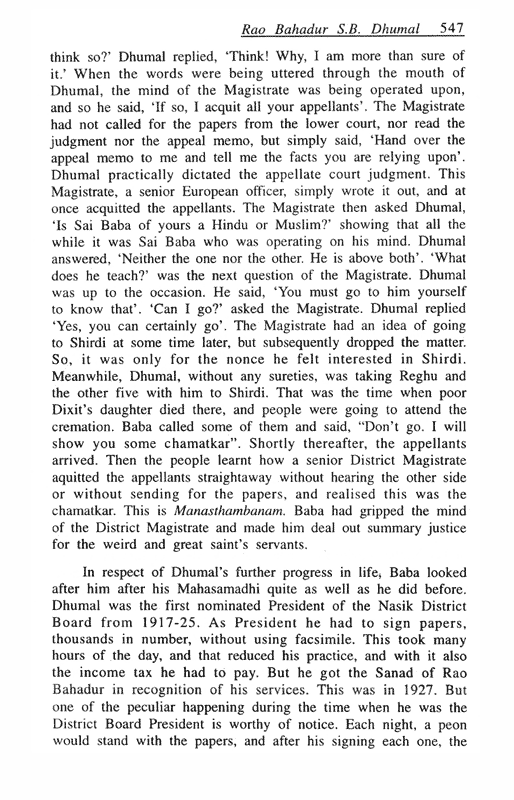 Rao Bahadur S.B. Dhumal 547
think so?' Dhumal replied, 'Think! Why, I am more than sure of
it.' When the words were being uttered through the mouth of
Dhumal, the mind of the Magistrate was being operated upon,
and so he said, 'If so, I acquit all your appellants'. The Magistrate
had not called for the papers from the lower court, nor read the
judgment nor the appeal memo, but simply said, 'Hand over the
appeal memo to me and tell me the facts you are relying upon'.
Dhumal practically dictated the appellate court judgment. This
Magistrate, a senior European officer, simply wrote it out, and at
once acquitted the appellants. The Magistrate then asked Dhumal,
'Is Sai Baba of yours a Hindu or Muslim?' showing that all the
while it was Sai Baba who was operating on his mind. Dhumal
answered, 'Neither the one nor the other. He is above both'. 'What
does he teach?' was the next question of the Magistrate. Dhumal
was up to the occasion. He said, 'You must go to him yourself
to know that'. 'Can I go?' asked the Magistrate. Dhumal replied
'Yes, you can certainly go'. The Magistrate had an idea of going
to Shirdi at some time later, but subsequently dropped the matter.
So, it was only for the nonce he felt interested in Shirdi.
Meanwhile, Dhumal, without any sureties, was taking Reghu and
the other five with him to Shirdi. That was the time when poor
Dixit's daughter died there, and people were going to attend the
cremation. Baba called some of them and said, "Don't go. I will
show you some chamatkar". Shortly thereafter, the appellants
arrived. Then the people learnt how a senior District Magistrate
aquitted the appellants straightaway without hearing the other side
or without sending for the papers, and realised this was the
chamatkar. This is Manasthambanam. Baba had gripped the mind
of the District Magistrate and made him deal out summary justice
for the weird and great saint's servants.
In respect of Dhumal's further progress in life, Baba looked
after him after his Mahasamadhi quite as well as he did before.
Dhumal was the first nominated President of the Nasik District
Board from 1917-25. As President he had to sign papers,
thousands in number, without using facsimile. This took many
hours of the day, and that reduced his practice, and with it also
the income tax he had to pay. But he got the Sanad of Rao
Bahadur in recognition of his services. This was in 1927. But
one of the peculiar happening during the time when he was the
District Board President is worthy of notice. Each night, a peon
would stand with the papers, and after his signing each one, the